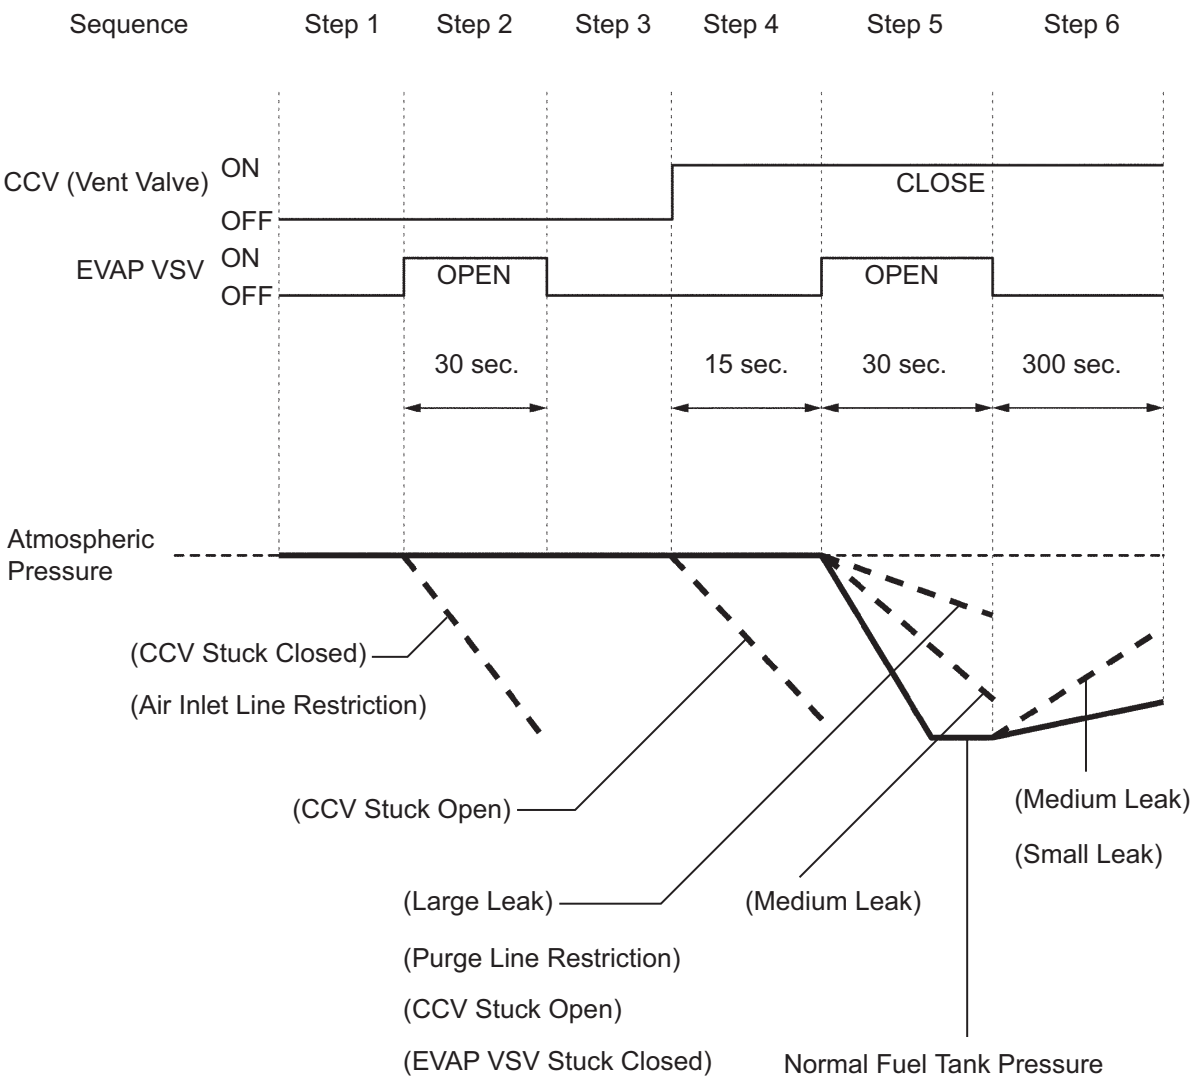 Sequence Step 1 Step 2 Step 3 Step 4 Step 5 Step 6
CCV (Vent Valve)
ON
OFF
CLOSE
EVAP VSV
ON
OFF
OPEN
OPEN
30 sec.
15 sec.
30 sec.
300 sec.
Atmospheric
Pressure
(CCV Stuck Closed)
(Air Inlet Line Restriction)
(CCV Stuck Open)
(Large Leak)
(Purge Line Restriction)
(CCV Stuck Open)
(EVAP VSV Stuck Closed)
(Medium Leak)
(Medium Leak)
(Small Leak)
Normal Fuel Tank Pressure